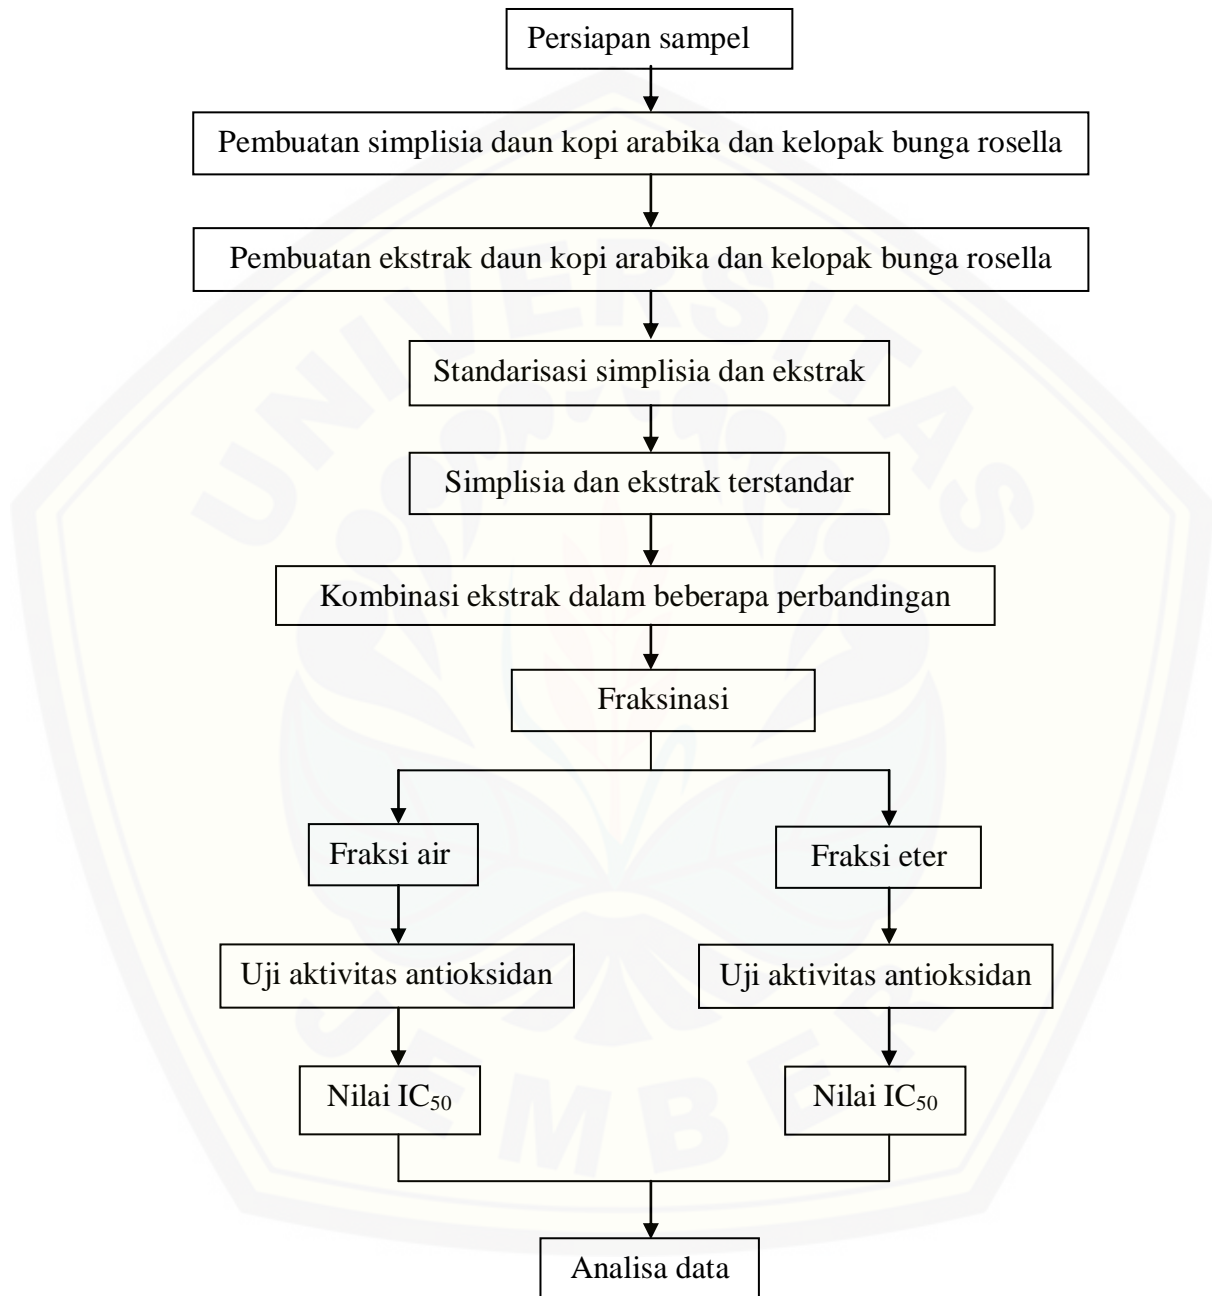 Persiapan sampel
Pembuatan simplisia daun kopi arabika dan kelopak bunga rosella
Pembuatan ekstrak daun kopi arabika dan kelopak bunga rosella
Standarisasi simplisia dan ekstrak
Simplisia dan ekstrak terstandar
Kombinasi ekstrak dalam beberapa perbandingan
Fraksinasi
Fraksi air
Fraksi eter
Uji aktivitas antioksidan
Uji aktivitas antioksidan
Nilai IC₅₀
Nilai IC₅₀
Analisa data
UNIVERSITAS
JEMBER